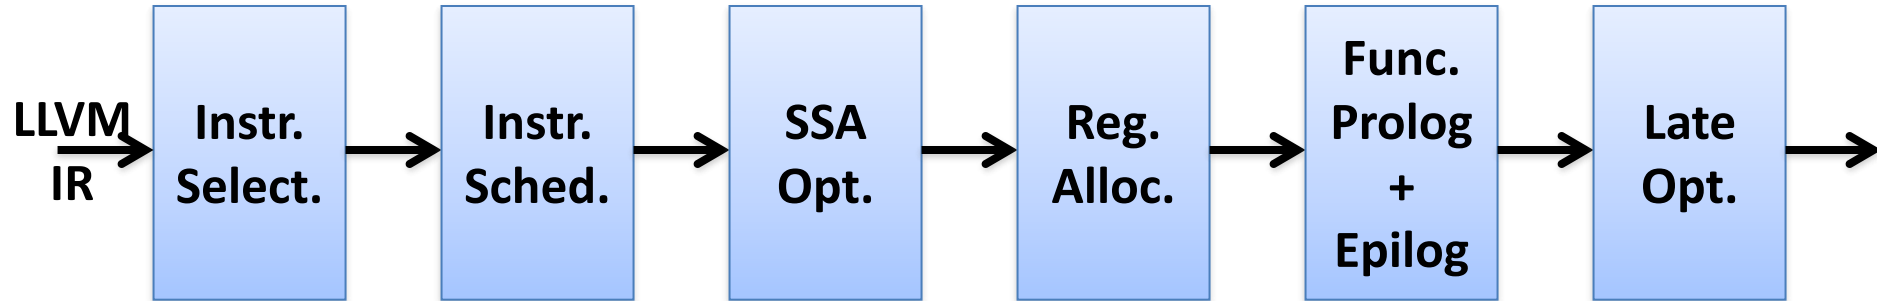 LLVM
IR
Instr.
Select.
Instr.
Sched.
SSA
Opt.
Reg.
Alloc.
Func.
Prolog
+
Epilog
Late
Opt.